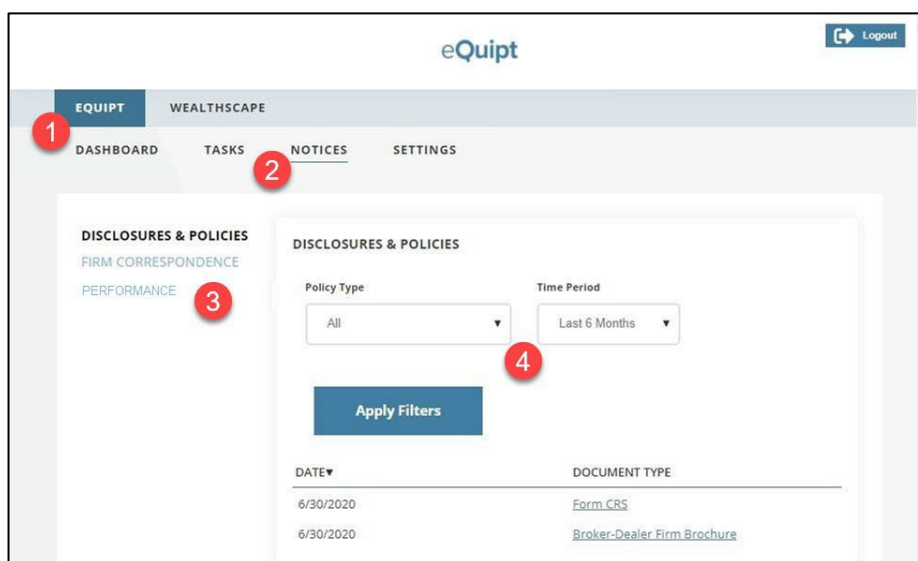 eQuipt
Logout
EQUIPT WEALTHSCAPE
1
DASHBOARD TASKS NOTICES SETTINGS
2
DISCLOSURES & POLICIES
FIRM CORRESPONDENCE
PERFORMANCE
3
DISCLOSURES & POLICIES
Policy Type Time Period
All ▼ Last 6 Months ▼
4
Apply Filters
DATE▼ DOCUMENT TYPE
6/30/2020 Form CRS
6/30/2020 Broker-Dealer Firm Brochure